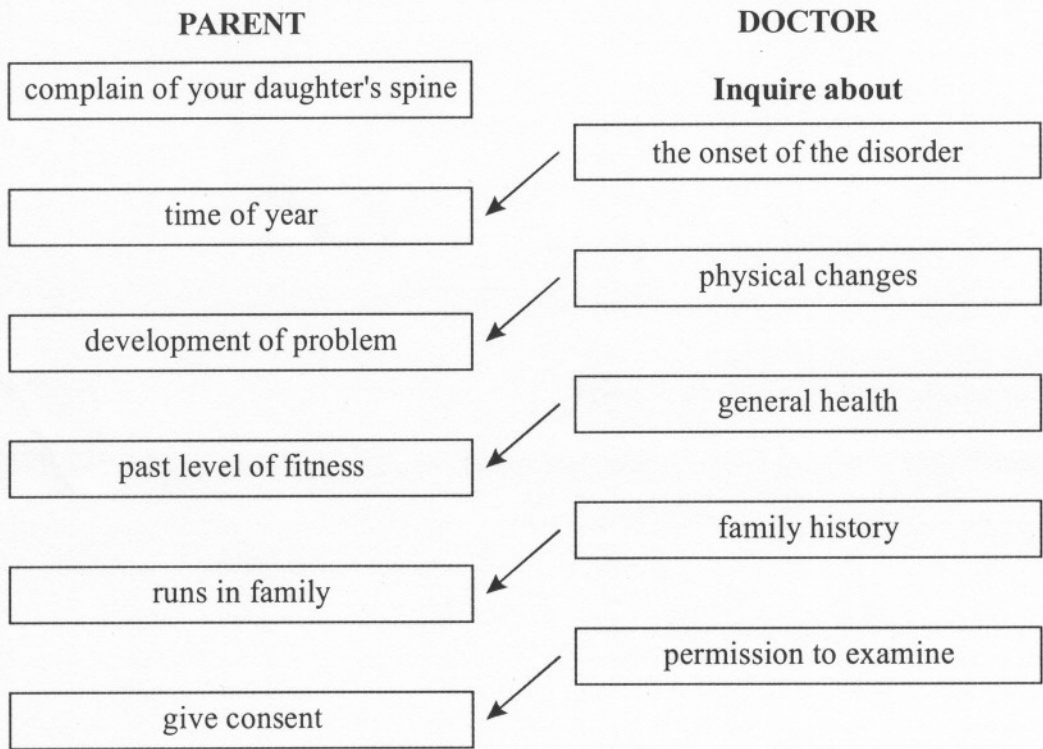 PARENT
complain of your daughter's spine
time of year
development of problem
past level of fitness
runs in family
give consent
DOCTOR
Inquire about
the onset of the disorder
physical changes
general health
family history
permission to examine